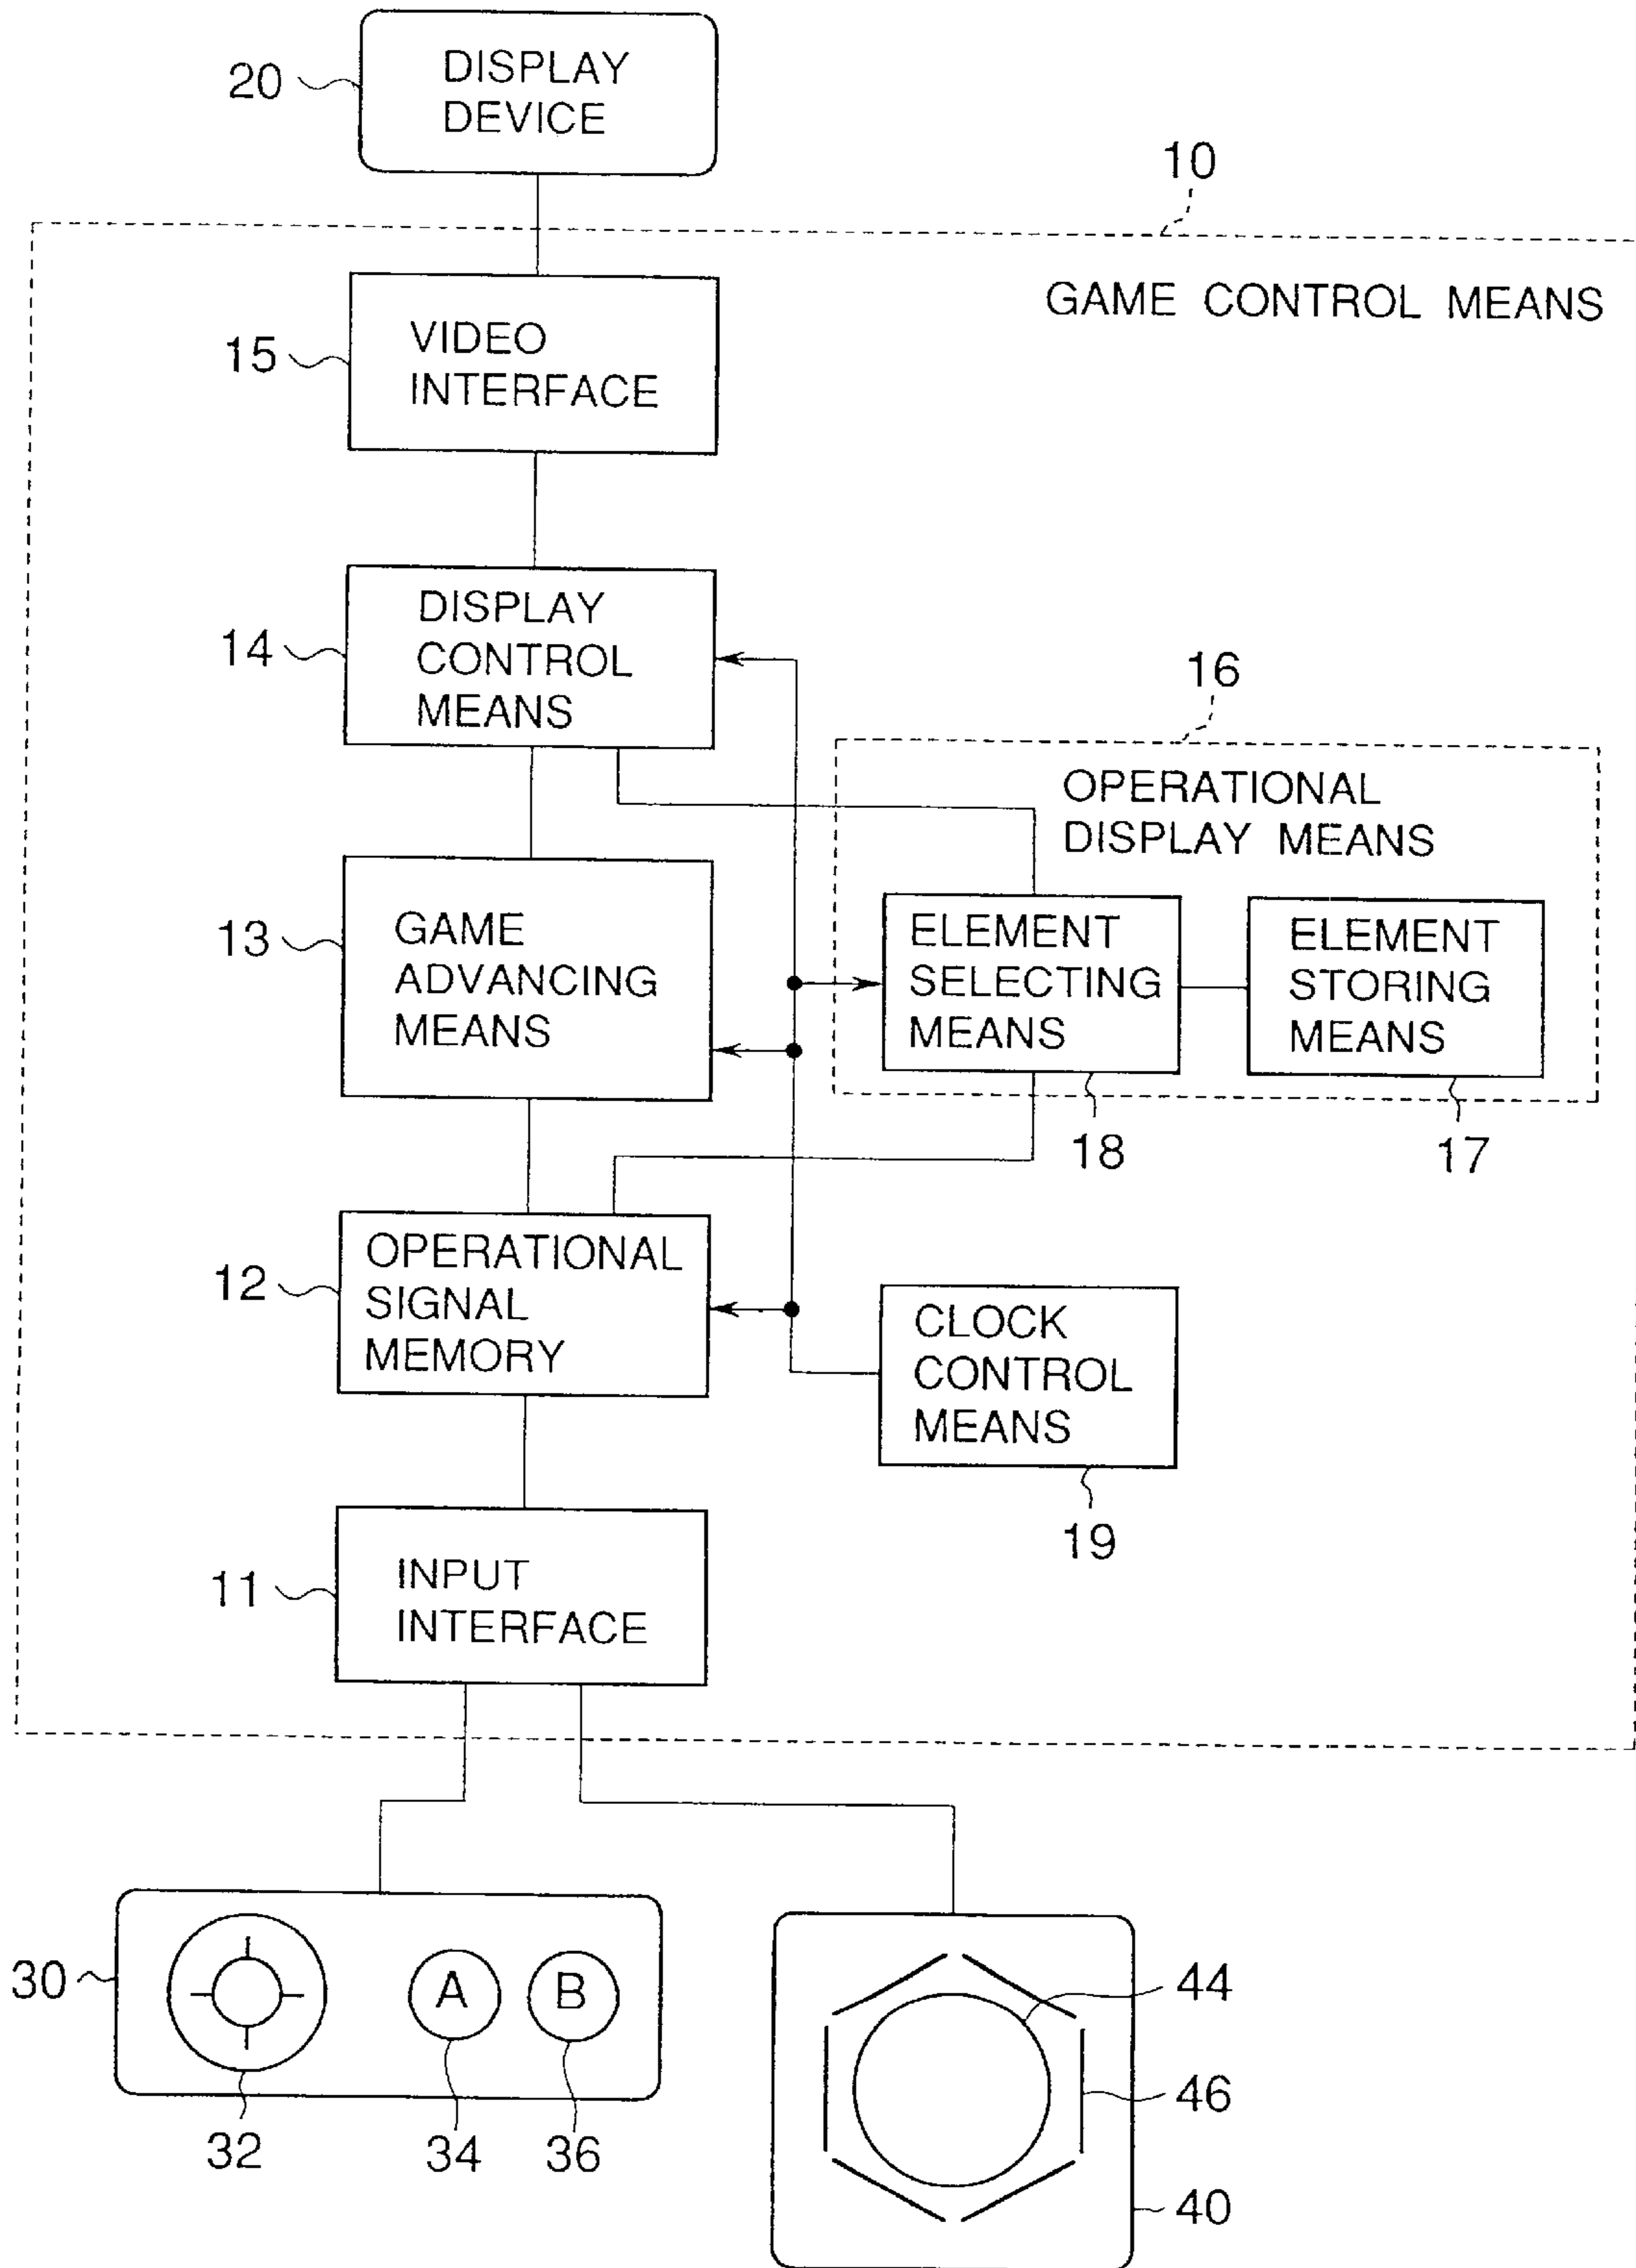 20
DISPLAY
DEVICE
10
GAME CONTROL MEANS
15
VIDEO
INTERFACE
14
DISPLAY
CONTROL
MEANS
16
OPERATIONAL
DISPLAY MEANS
13
GAME
ADVANCING
MEANS
ELEMENT
SELECTING
MEANS
ELEMENT
STORING
MEANS
18
17
12
OPERATIONAL
SIGNAL
MEMORY
CLOCK
CONTROL
MEANS
19
11
INPUT
INTERFACE
30
A
B
32
34
36
44
46
40